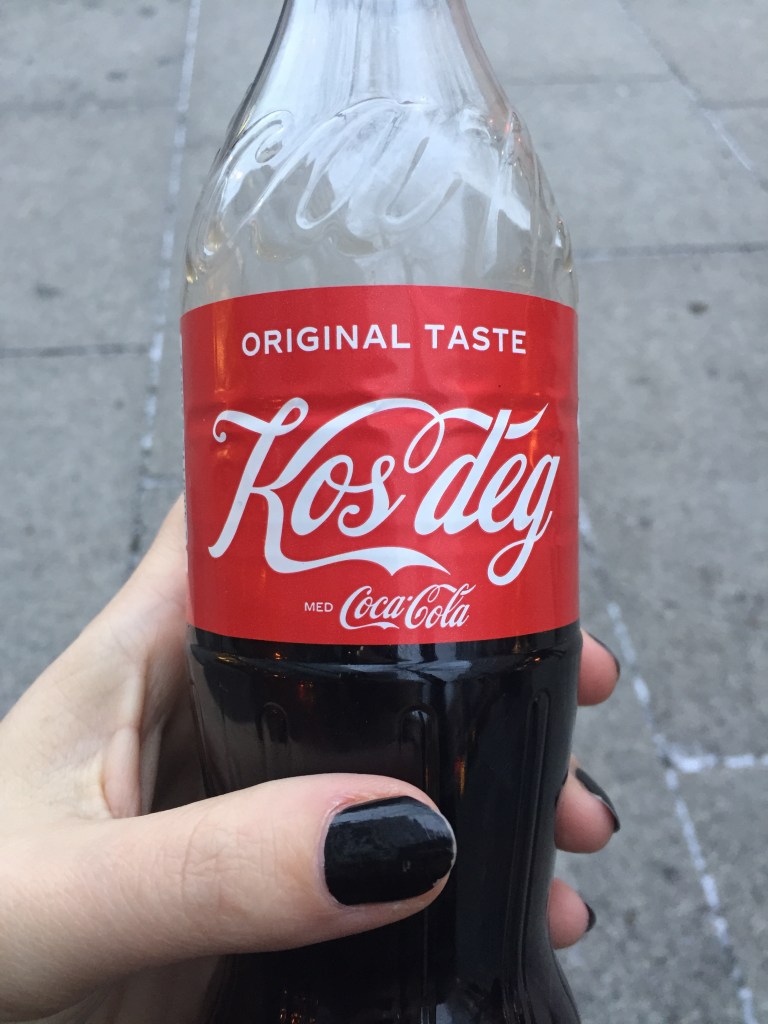 ORIGINAL TASTE
Kos deg
MED Coca-Cola